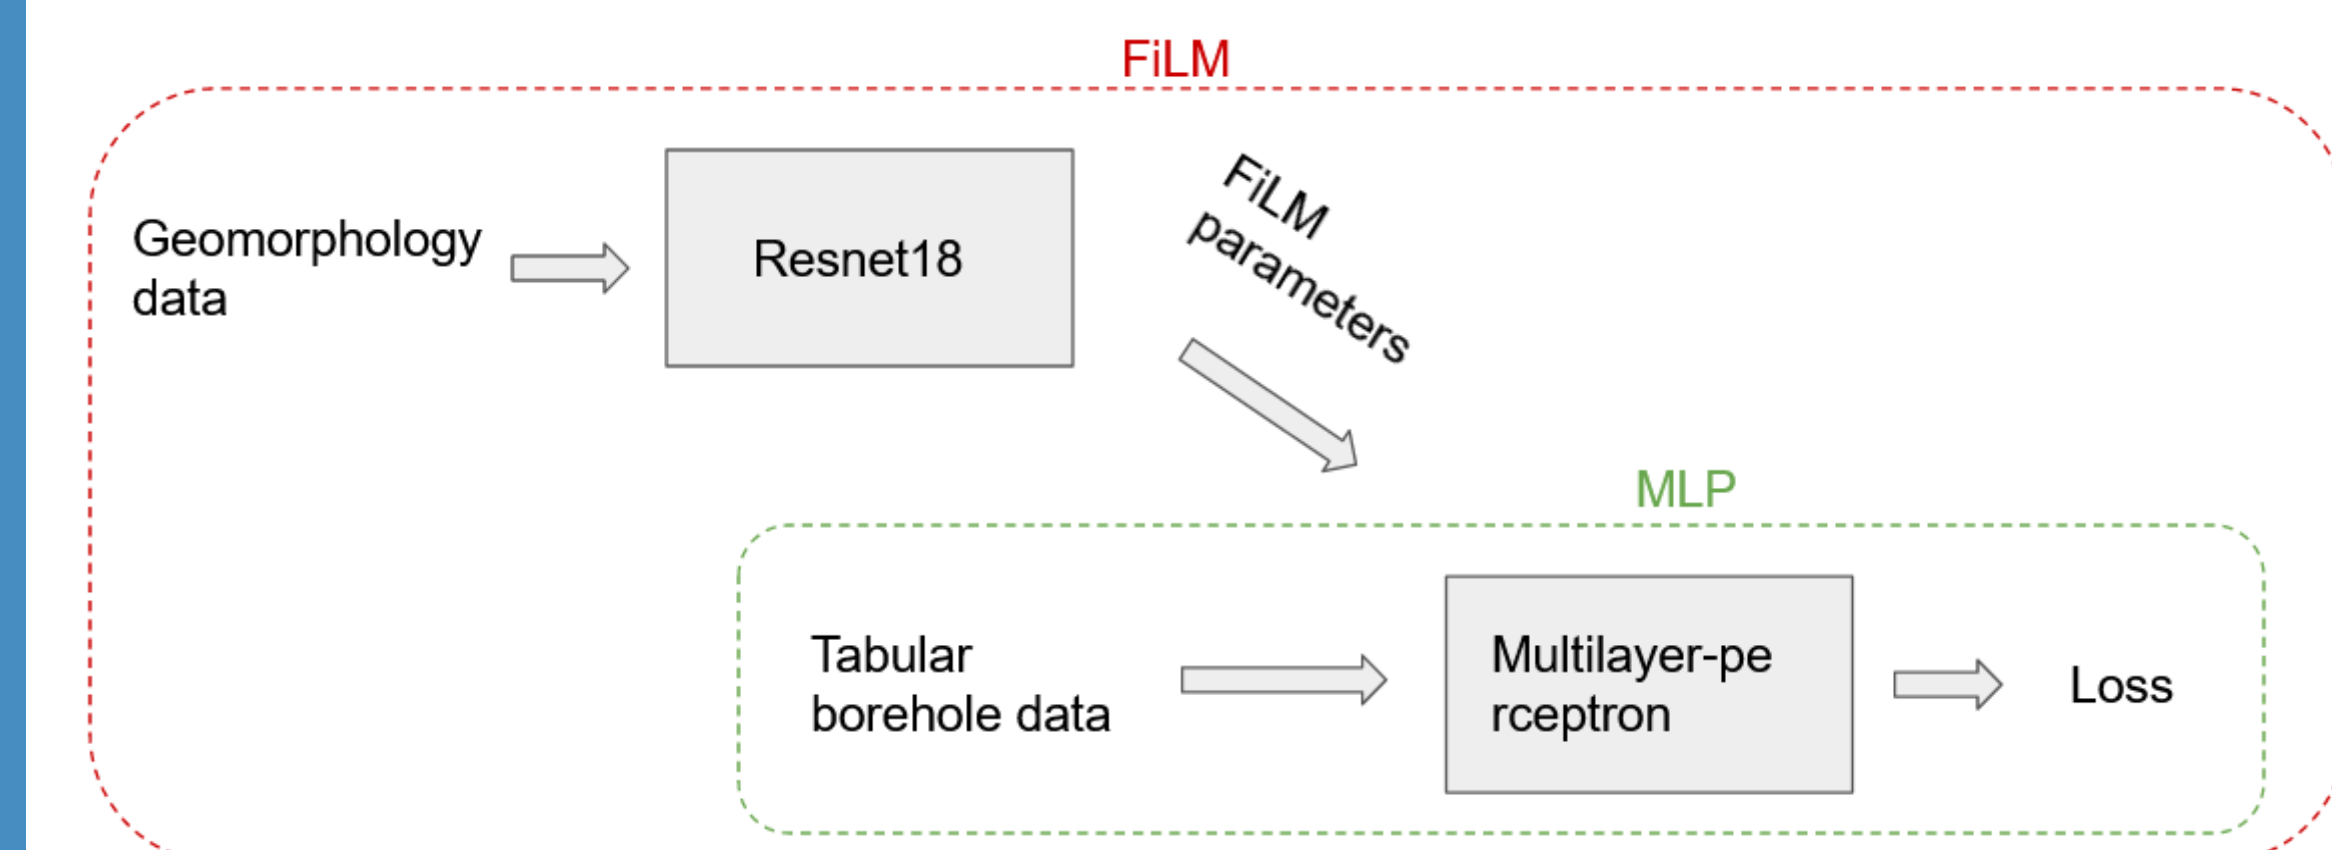 FiLM
Geomorphology
data
Resnet18
FiLM
parameters
MLP
Tabular
borehole data
Multilayer-pe
rceptron
Loss